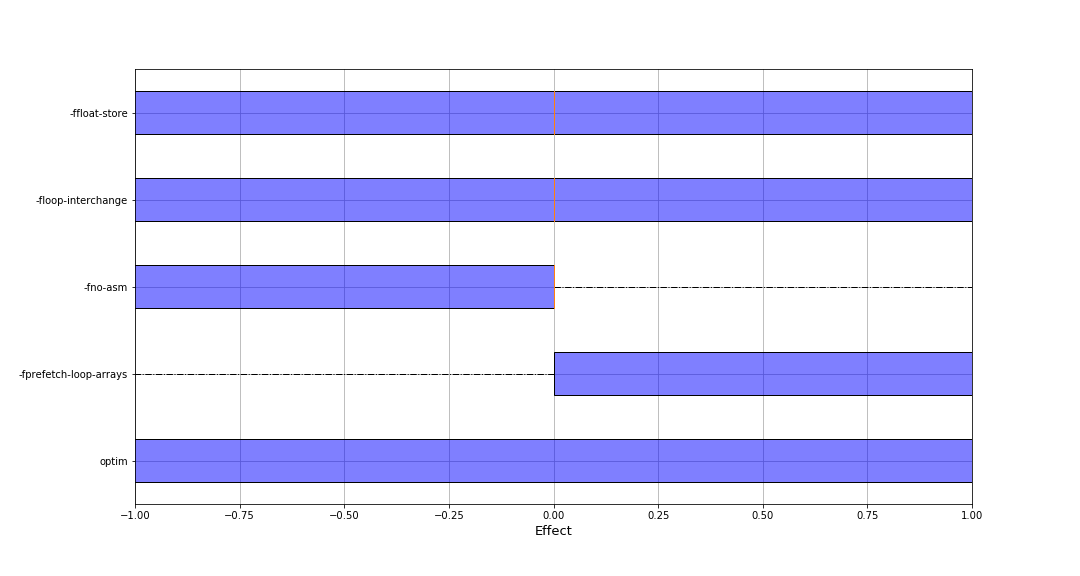 -ffloat-store
-floop-interchange
-fno-asm
-fprefetch-loop-arrays
optim
−1.00 −0.75 −0.50 −0.25 0.00 0.25 0.50 0.75 1.00
Effect